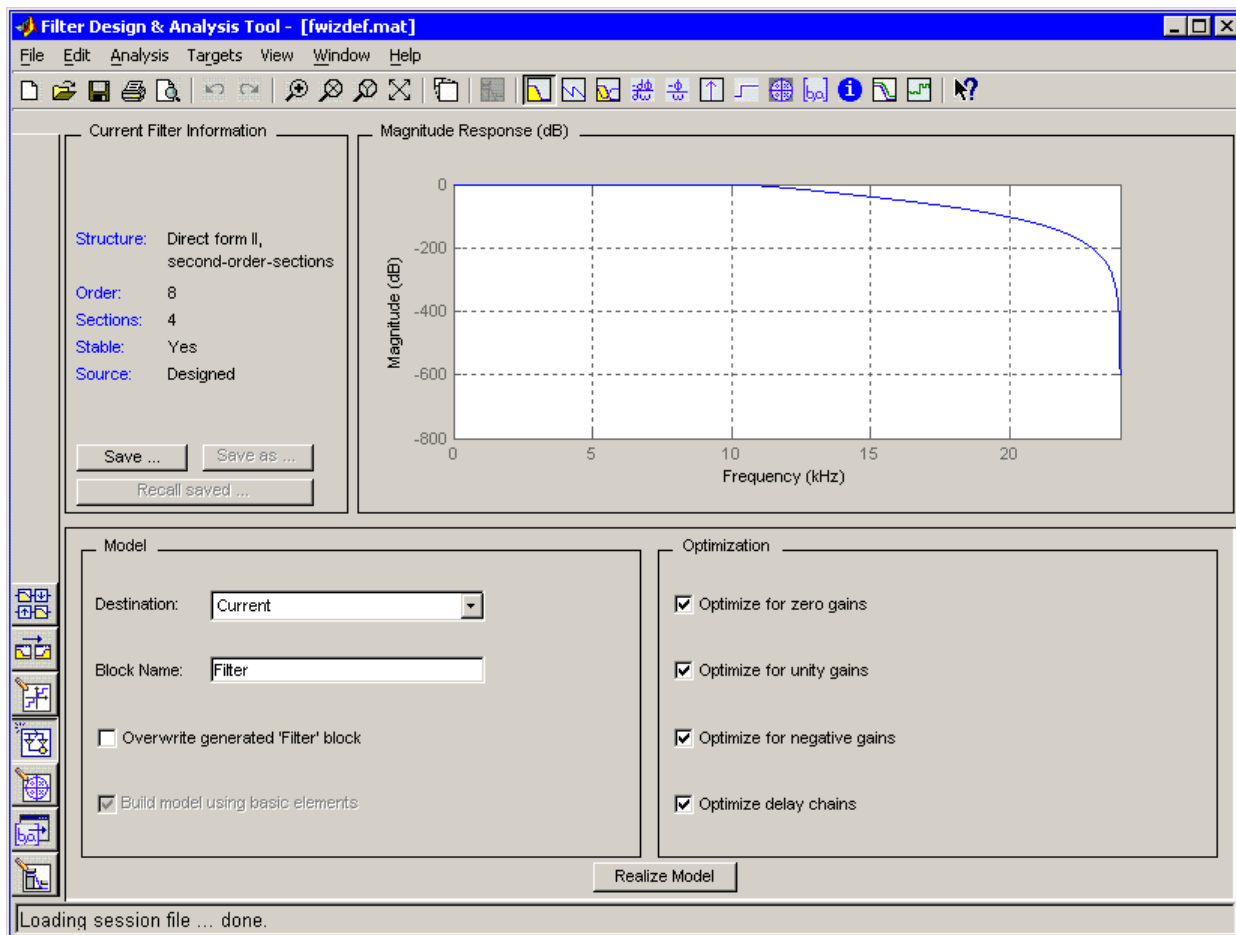 Filter Design & Analysis Tool - [fwizdef.mat]
File Edit Analysis Targets View Window Help
Current Filter Information
Structure: Direct form II,
second-order-sections
Order: 8
Sections: 4
Stable: Yes
Source: Designed
Save ... Save as ...
Recall saved ...
Magnitude Response (dB)
0
-200
-400
-600
-800
Magnitude (dB)
0 5 10 15 20
Frequency (kHz)
Model
Destination: Current
Block Name: Filter
Overwrite generated 'Filter' block
Build model using basic elements
Optimization
Optimize for zero gains
Optimize for unity gains
Optimize for negative gains
Optimize delay chains
Realize Model
Loading session file ... done.